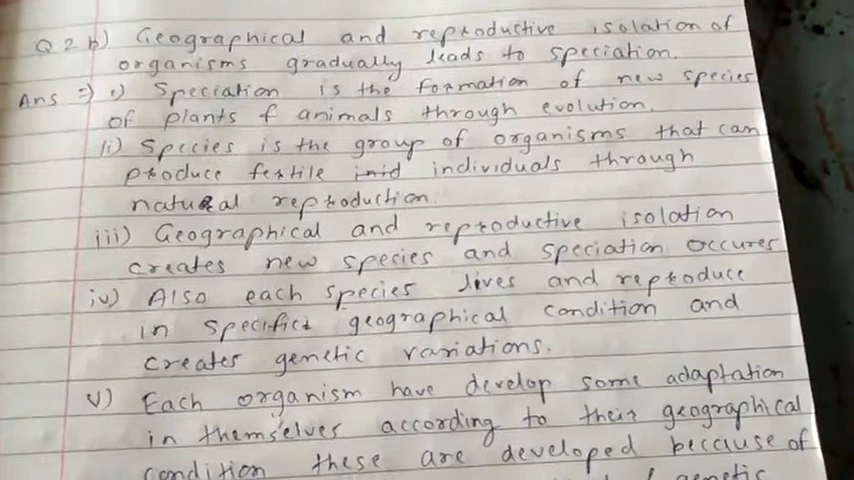 Q 2 b) Geographical and reproductive isolation of
organisms gradually leads to speciation.
Ans ⇒ i) Speciation is the formation of new species
of plants & animals through evolution.
ii) Species is the group of organisms that can
produce fertile inid individuals through
natural reproduction.
iii) Geographical and reproductive isolation
creates new species and speciation occures
iv) Also each species lives and reproduce
in specific geographical condition and
creates genetic variations.
v) Each organism have develop some adaptation
in themselves according to their geographical
condition these are developed beccause of
genetic